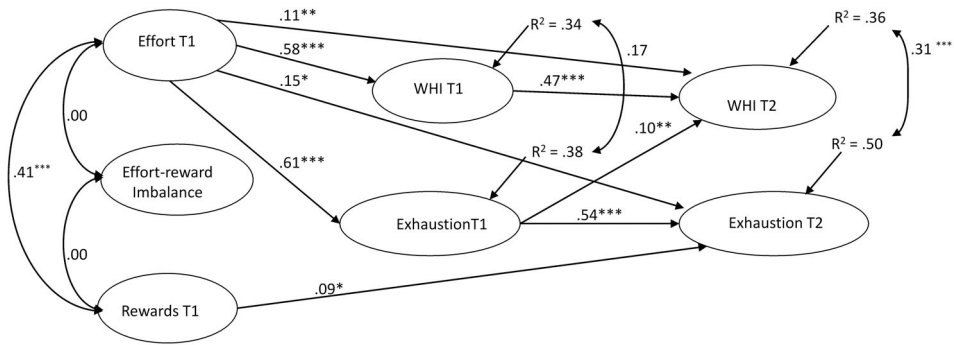 .11**
R² = .34
R² = .36
Effort T1
.58***
.17
.31 ***
.15*
WHI T1
.47***
WHI T2
.00
.10**
R² = .50
.41***
Effort-reward
Imbalance
.61***
R² = .38
ExhaustionT1
.54***
Exhaustion T2
.00
.09*
Rewards T1